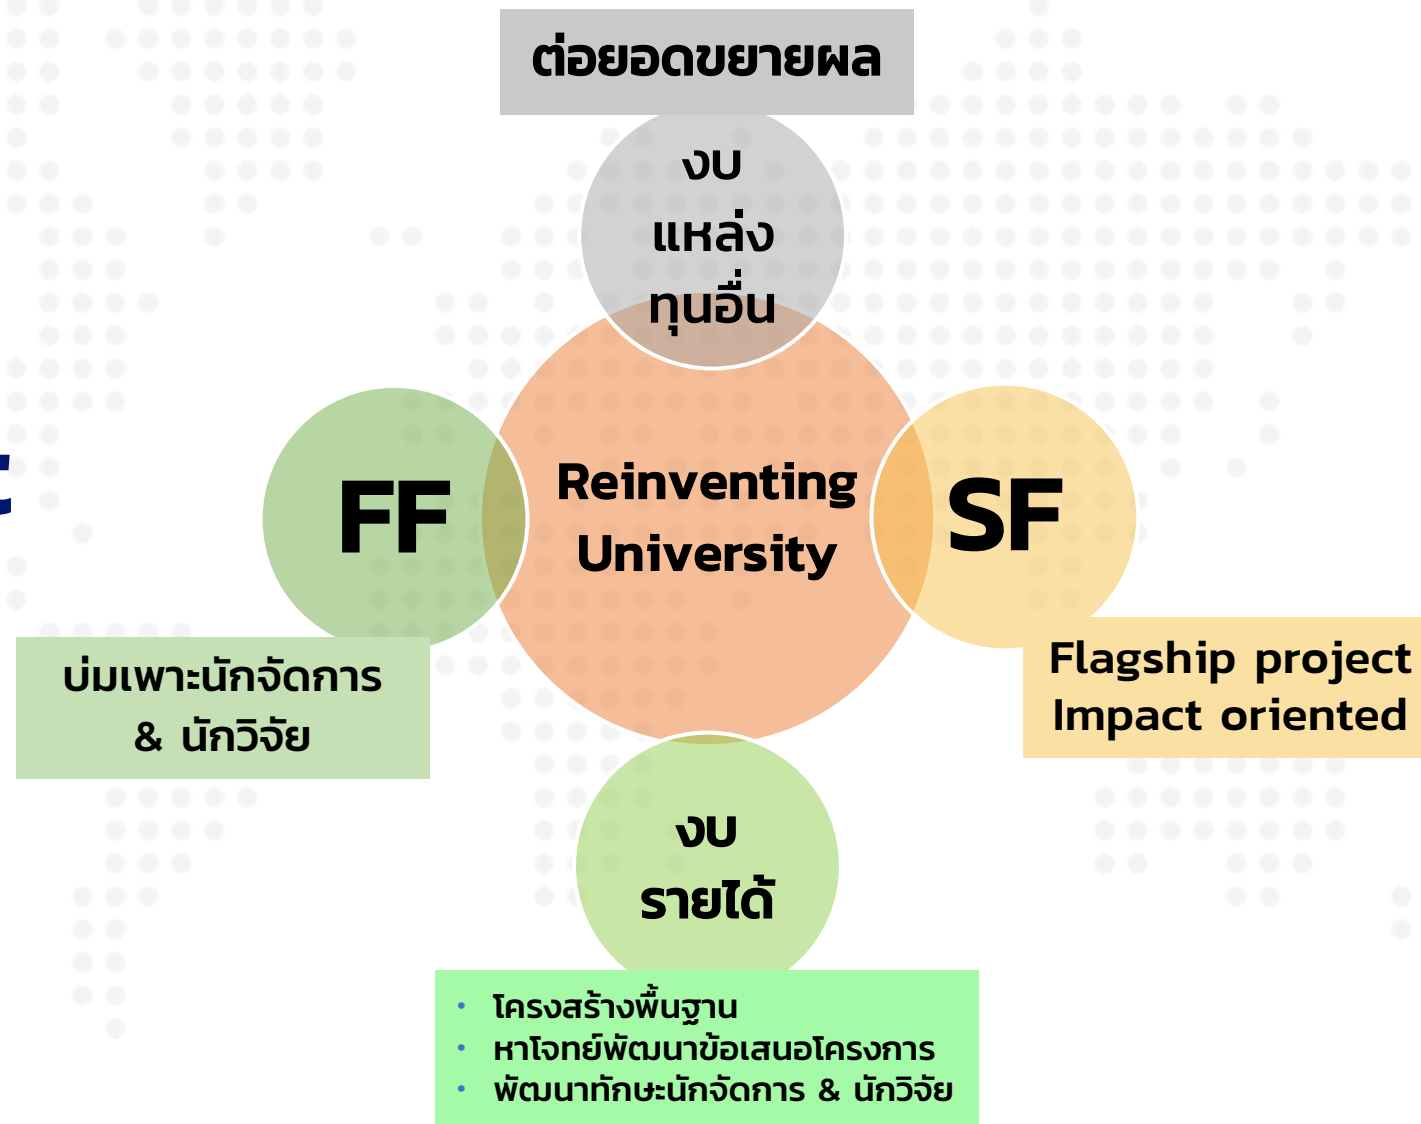 ต่อยอดขยายผล
งบ
แหล่ง
ทุนอื่น
FF
Reinventing
University
SF
บ่มเพาะนักจัดการ
& นักวิจัย
Flagship project
Impact oriented
งบ
รายได้
• โครงสร้างพื้นฐาน
• หาโจทย์พัฒนาข้อเสนอโครงการ
• พัฒนาทักษะนักจัดการ & นักวิจัย